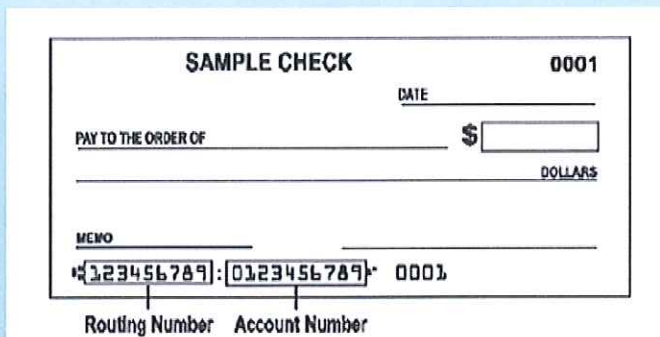 SAMPLE CHECK 0001
DATE
PAY TO THE ORDER OF $
DOLLARS
MEMO
⑆123456789⑆:0123456789⑈ 0001
Routing Number Account Number